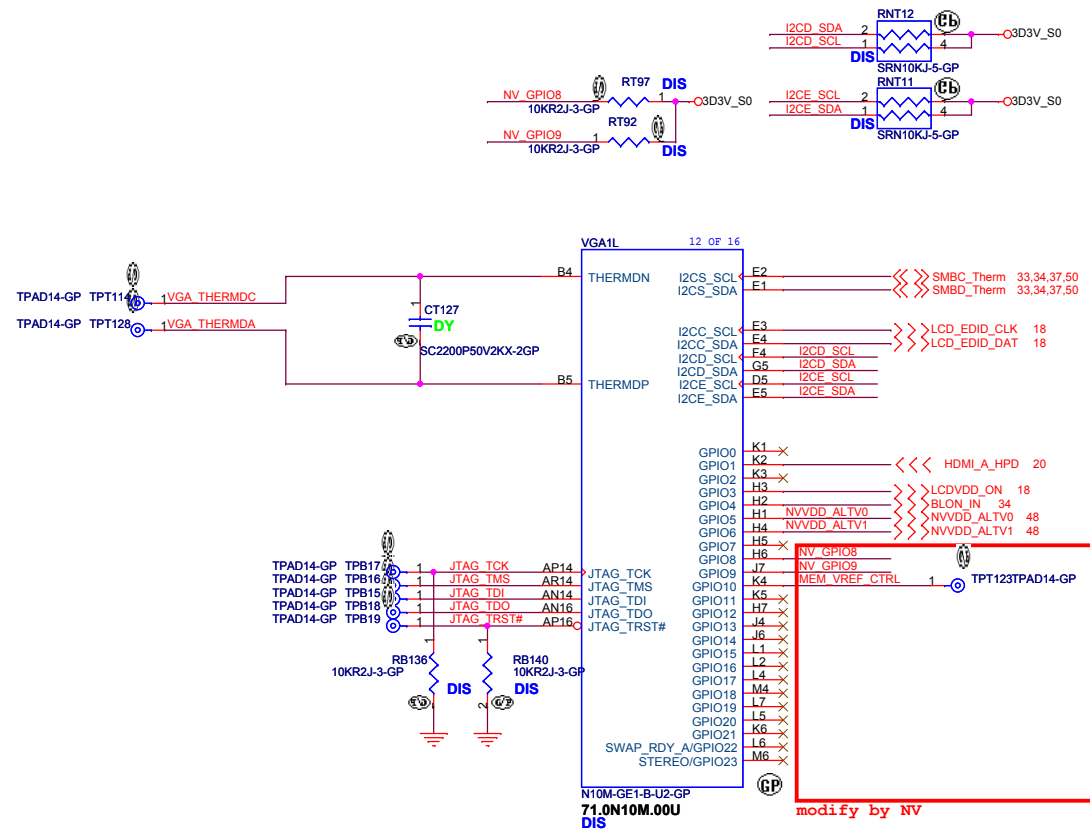 RNT12
I2CD_SDA 2
I2CD_SCL 1 4
3D3V_S0
DIS
SRN10KJ-5-GP
RNT11
I2CE_SCL 2
I2CE_SDA 1 4
3D3V_S0
DIS
SRN10KJ-5-GP
RT97 DIS
NV_GPIO8 1 3D3V_S0
10KR2J-3-GP
RT92
NV_GPIO9 1
10KR2J-3-GP DIS
VGA1L 12 OF 16
TPAD14-GP TPT114 1 VGA_THERMDC
TPAD14-GP TPT128 1 VGA_THERMDA
1
CT127
DY
SC2200P50V2KX-2GP
B4 THERMDN
B5 THERMDP
I2CS_SCL E2 SMBC_Therm 33,34,37,50
I2CS_SDA E1 SMBD_Therm 33,34,37,50
I2CC_SCL E3 LCD_EDID_CLK 18
I2CC_SDA E4 LCD_EDID_DAT 18
I2CD_SCL F4 I2CD_SCL
I2CD_SDA G5 I2CD_SDA
I2CE_SCL D5 I2CE_SCL
I2CE_SDA E5 I2CE_SDA
GPIO0 K1
GPIO1 K2 HDMI_A_HPD 20
GPIO2 K3
GPIO3 H3 LCDVDD_ON 18
GPIO4 H2 BLON_IN 34
GPIO5 H1 NVVDD_ALTV0 NVVDD_ALTV0 48
GPIO6 H4 NVVDD_ALTV1 NVVDD_ALTV1 48
GPIO7 H5
GPIO8 H6 NV_GPIO8
GPIO9 J7 NV_GPIO9
GPIO10 K4 MEM_VREF_CTRL 1 TPT123TPAD14-GP
GPIO11 K5
GPIO12 H7
GPIO13 J4
GPIO14 J6
GPIO15 L1
GPIO16 L2
GPIO17 L4
GPIO18 M4
GPIO19 L7
GPIO20 L5
GPIO21 K6
SWAP_RDY_A/GPIO22 L6
STEREO/GPIO23 M6
TPAD14-GP TPB17 1 JTAG_TCK AP14 JTAG_TCK
TPAD14-GP TPB16 1 JTAG_TMS AR14 JTAG_TMS
TPAD14-GP TPB15 1 JTAG_TDI AN14 JTAG_TDI
TPAD14-GP TPB18 1 JTAG_TDO AN16 JTAG_TDO
TPAD14-GP TPB19 1 JTAG_TRST# AP16 JTAG_TRST#
1 1
RB136 RB140
10KR2J-3-GP 10KR2J-3-GP
DIS DIS
2
GP
N10M-GE1-B-U2-GP
71.0N10M.00U
DIS
modify by NV